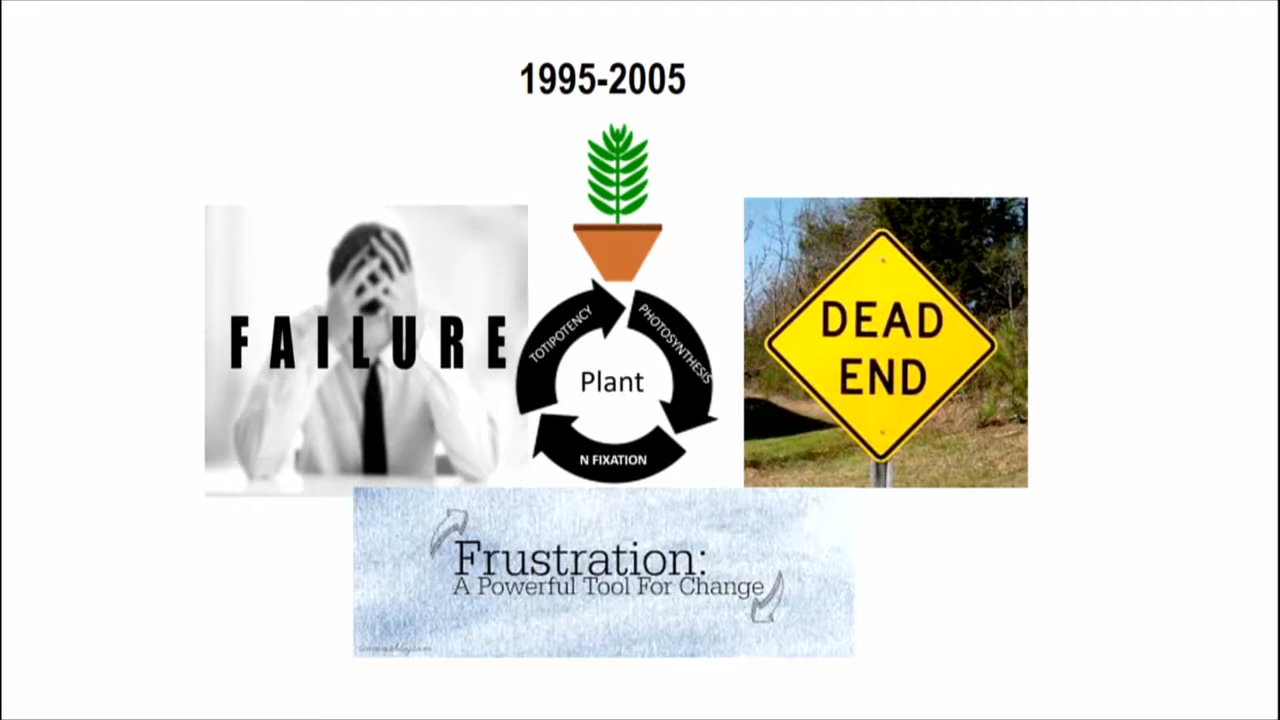 1995-2005
FAILURE
TOTIPOTENCY
PHOTOSYNTHESIS
Plant
N FIXATION
DEAD
END
Frustration:
A Powerful Tool For Change